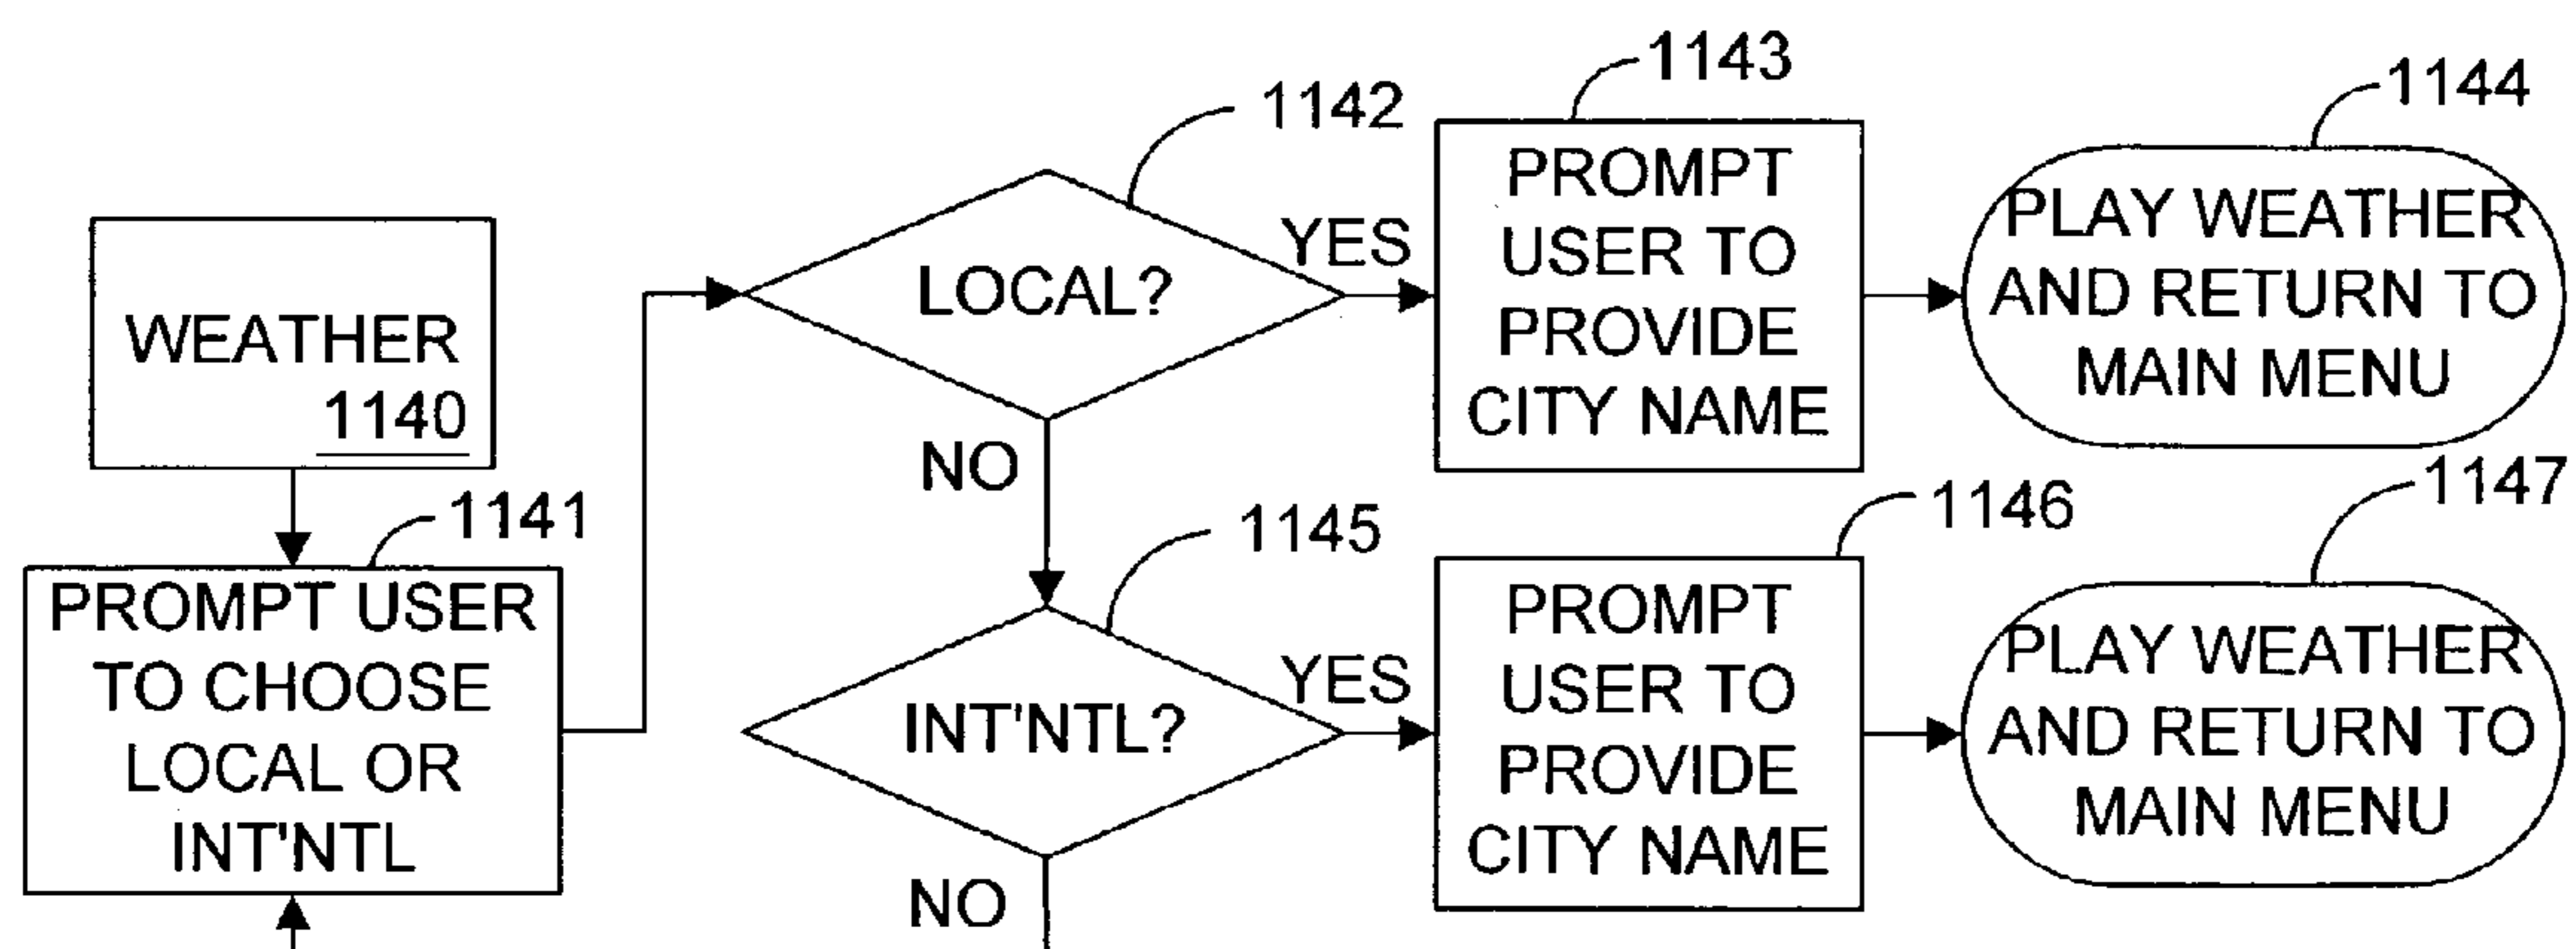 WEATHER
1140
1141
PROMPT USER
TO CHOOSE
LOCAL OR
INT'NTL
1142
LOCAL?
YES
NO
1143
PROMPT
USER TO
PROVIDE
CITY NAME
1144
PLAY WEATHER
AND RETURN TO
MAIN MENU
1145
INT'NTL?
YES
NO
1146
PROMPT
USER TO
PROVIDE
CITY NAME
1147
PLAY WEATHER
AND RETURN TO
MAIN MENU